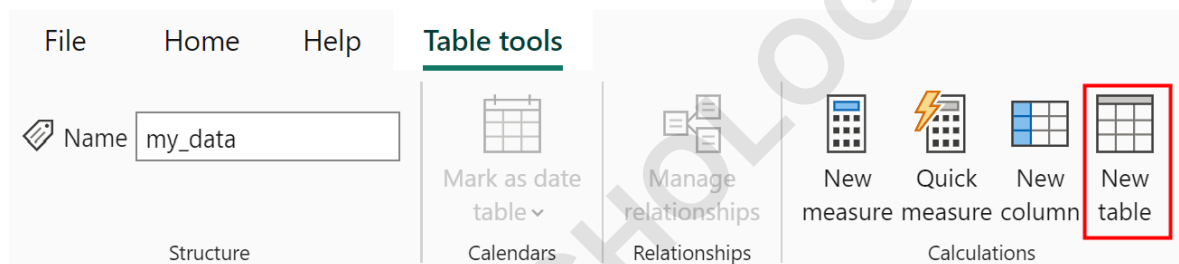 File Home Help Table tools
Name my_data
Mark as date
table
Manage
relationships
New
measure
Quick
measure
New
column
New
table
Structure Calendars Relationships Calculations